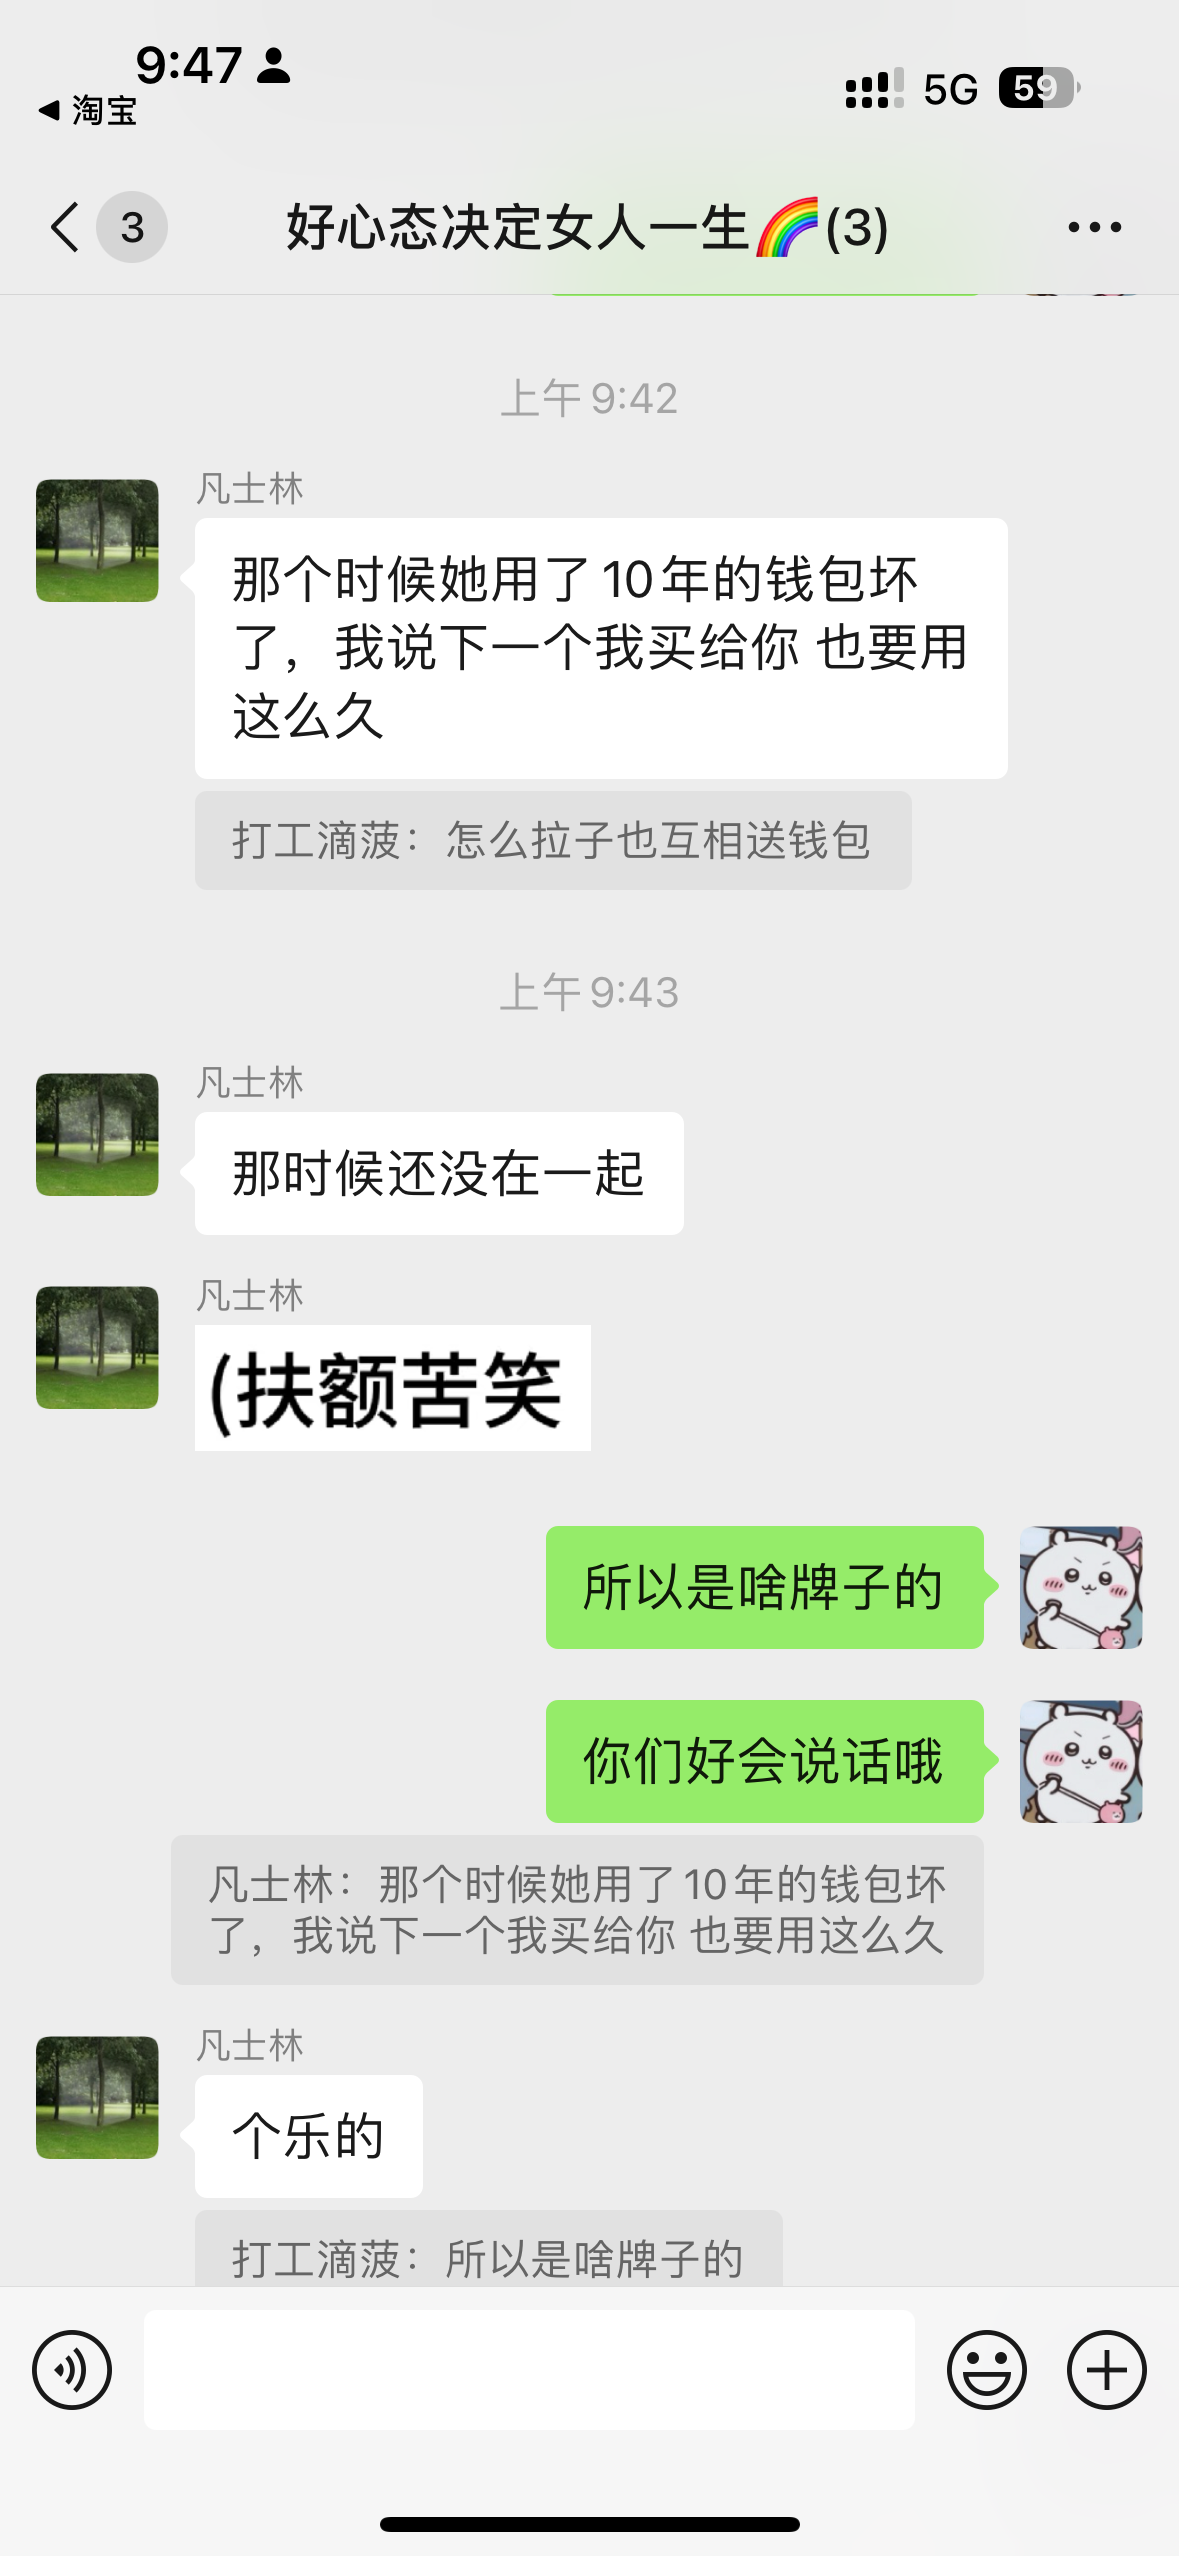 9:47
5G
59
淘宝
3
好心态决定女人一生🌈(3)
上午 9:42
凡士林
那个时候她用了10年的钱包坏
了，我说下一个我买给你 也要用
这么久
打工滴菠：怎么拉子也互相送钱包
上午 9:43
凡士林
那时候还没在一起
凡士林
(扶额苦笑
所以是啥牌子的
你们好会说话哦
凡士林：那个时候她用了10年的钱包坏
了，我说下一个我买给你 也要用这么久
凡士林
个乐的
打工滴菠：所以是啥牌子的